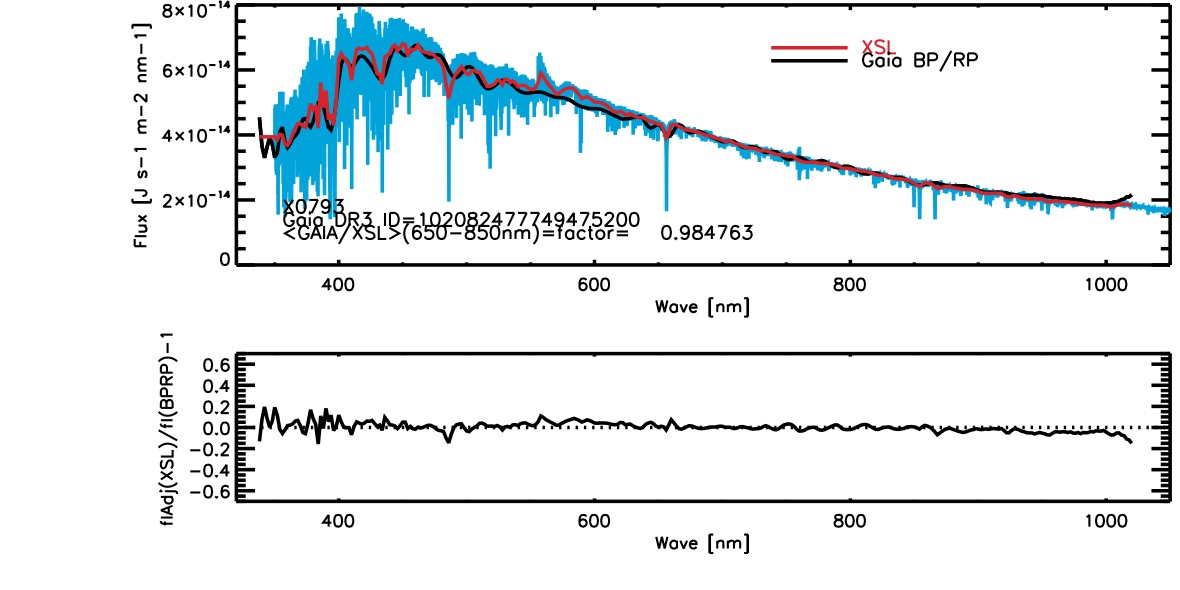 8×10⁻¹⁴
6×10⁻¹⁴
4×10⁻¹⁴
2×10⁻¹⁴
0
Flux [J s−1 m−2 nm−1]
XSL
Gaia BP/RP
X0793
Gaia DR3 ID=1020824777749475200
<GAIA/XSL>(650−850nm)=factor= 0.984763
400 600 800 1000
Wave [nm]
0.6
0.4
0.2
0.0
−0.2
−0.4
−0.6
flAdj(XSL)/fl(BPRP)−1
400 600 800 1000
Wave [nm]